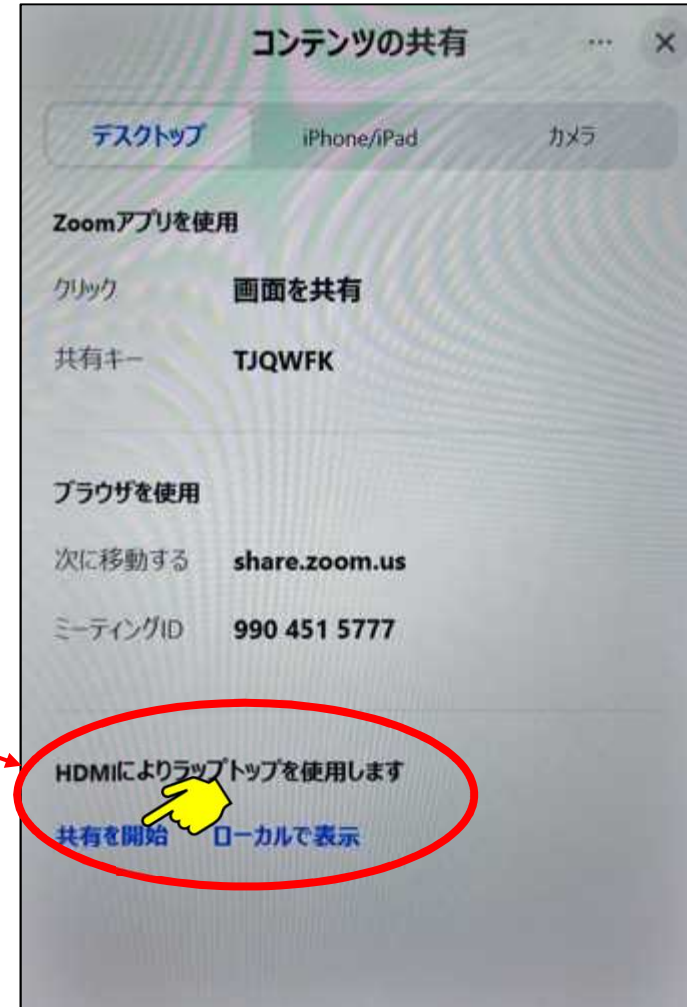 コンテンツの共有 ... ×
デスクトップ iPhone/iPad カメラ
Zoomアプリを使用
クリック 画面を共有
共有キー TJQWFK
ブラウザを使用
次に移動する share.zoom.us
ミーティングID 990 451 5777
HDMIによりラップトップを使用します
共有を開始 ローカルで表示